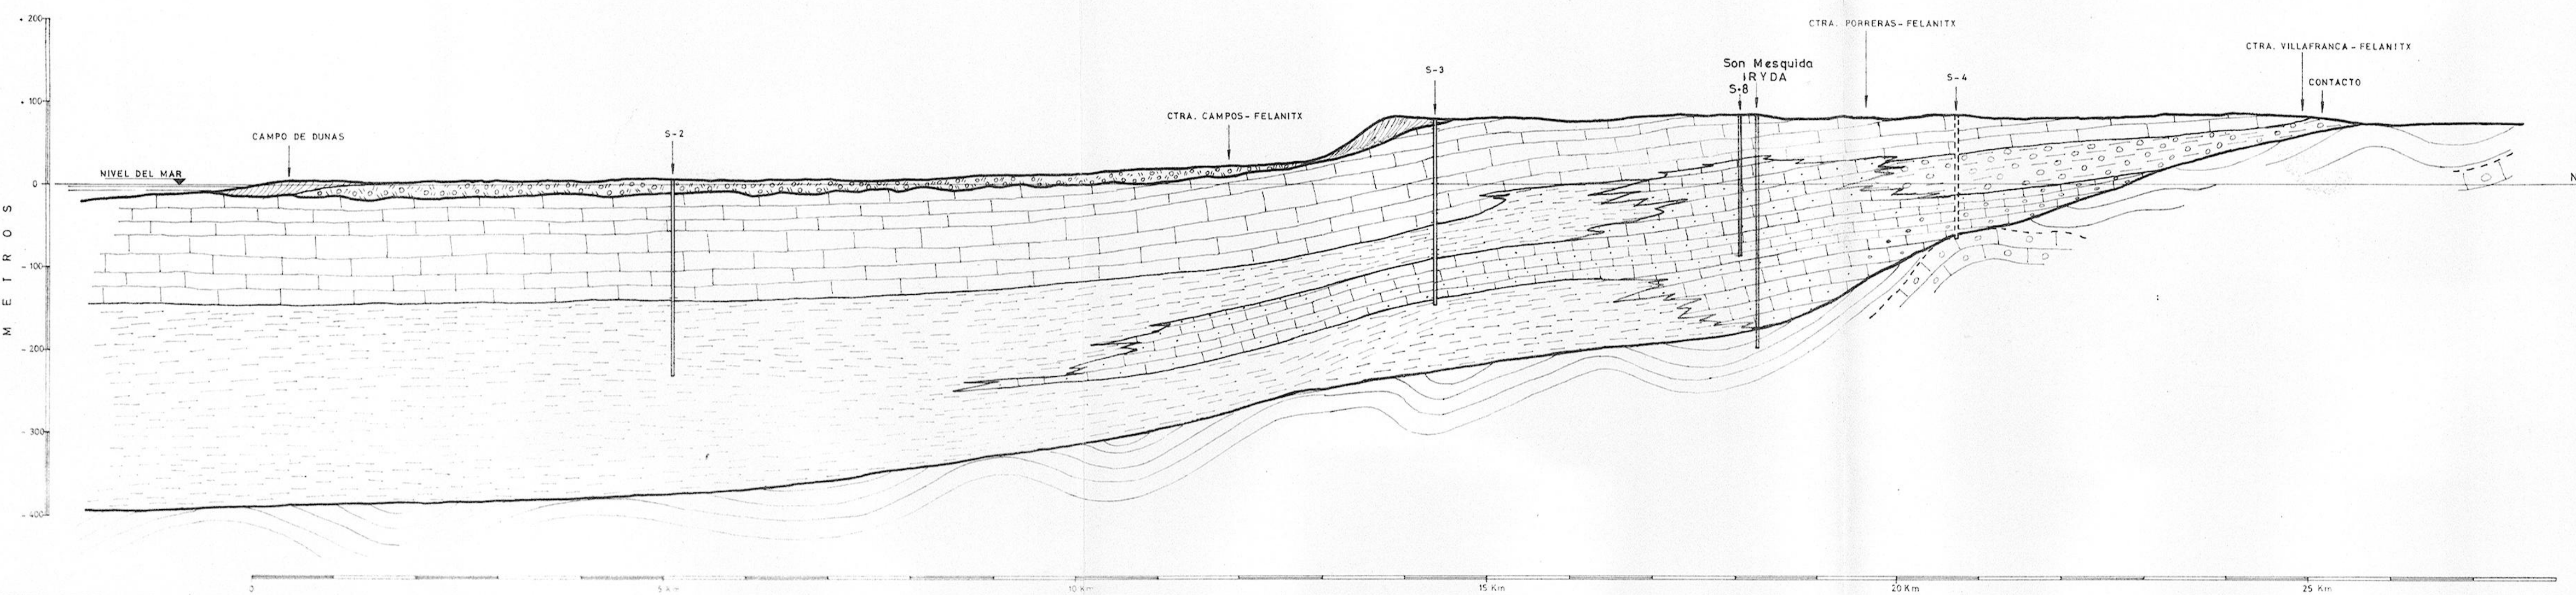 + 200
+ 100
0
- 100
- 200
- 300
- 400
METROS
NIVEL DEL MAR
CAMPO DE DUNAS
S-2
CTRA. CAMPOS-FELANITX
S-3
Son Mesquida
IRYDA
S-8
CTRA. PORRERAS-FELANITX
S-4
CTRA. VILLAFRANCA-FELANITX
CONTACTO
N
0
5 Km
10 Km
15 Km
20 Km
25 Km